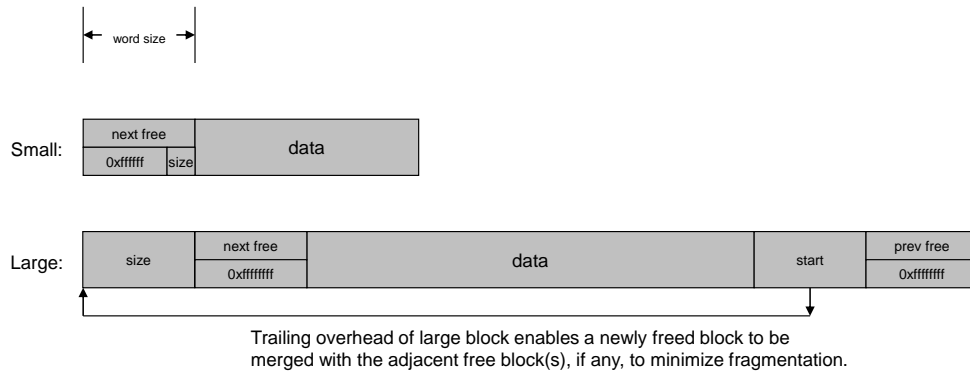 word size
Small:
next free
0xffffff
size
data
Large:
size
next free
0xffffffff
data
start
prev free
0xffffffff
Trailing overhead of large block enables a newly freed block to be
merged with the adjacent free block(s), if any, to minimize fragmentation.